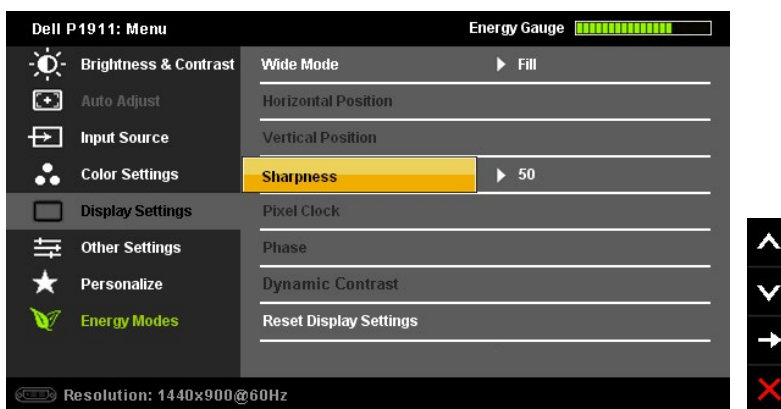 Dell P1911: Menu
Energy Gauge
Brightness & Contrast
Auto Adjust
Input Source
Color Settings
Display Settings
Other Settings
Personalize
Energy Modes
Wide Mode
Fill
Horizontal Position
Vertical Position
Sharpness
50
Pixel Clock
Phase
Dynamic Contrast
Reset Display Settings
Resolution: 1440x900@60Hz